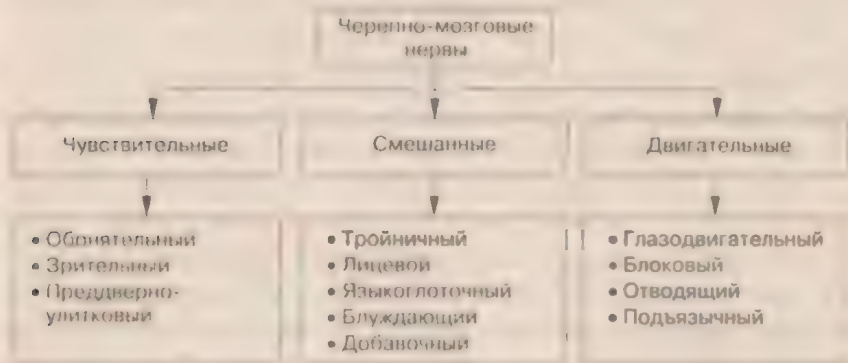 Черепно-мозговые
нервы
Чувствительные
Смешанные
Двигательные
• Обонятельный
• Зрительный
• Преддверно-
улитковый
• Тройничный
• Лицевой
• Языкоглоточный
• Блуждающий
• Добавочный
• Глазодвигательный
• Блоковый
• Отводящий
• Подъязычный